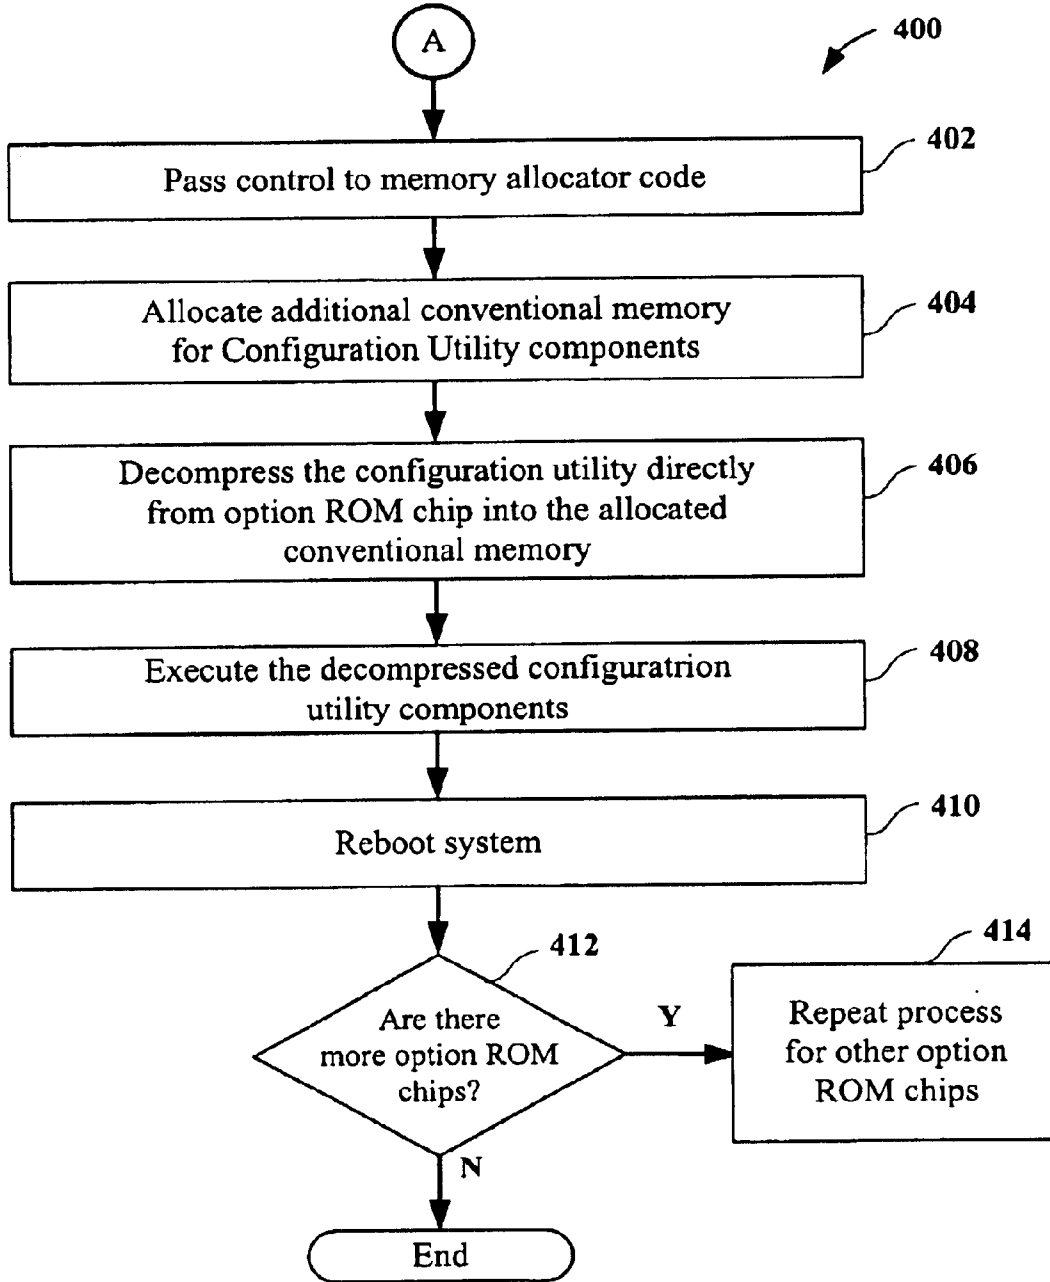 A
400
402
Pass control to memory allocator code
404
Allocate additional conventional memory
for Configuration Utility components
406
Decompress the configuration utility directly
from option ROM chip into the allocated
conventional memory
408
Execute the decompressed configuratrion
utility components
410
Reboot system
412
Are there
more option ROM
chips?
Y
414
Repeat process
for other option
ROM chips
N
End